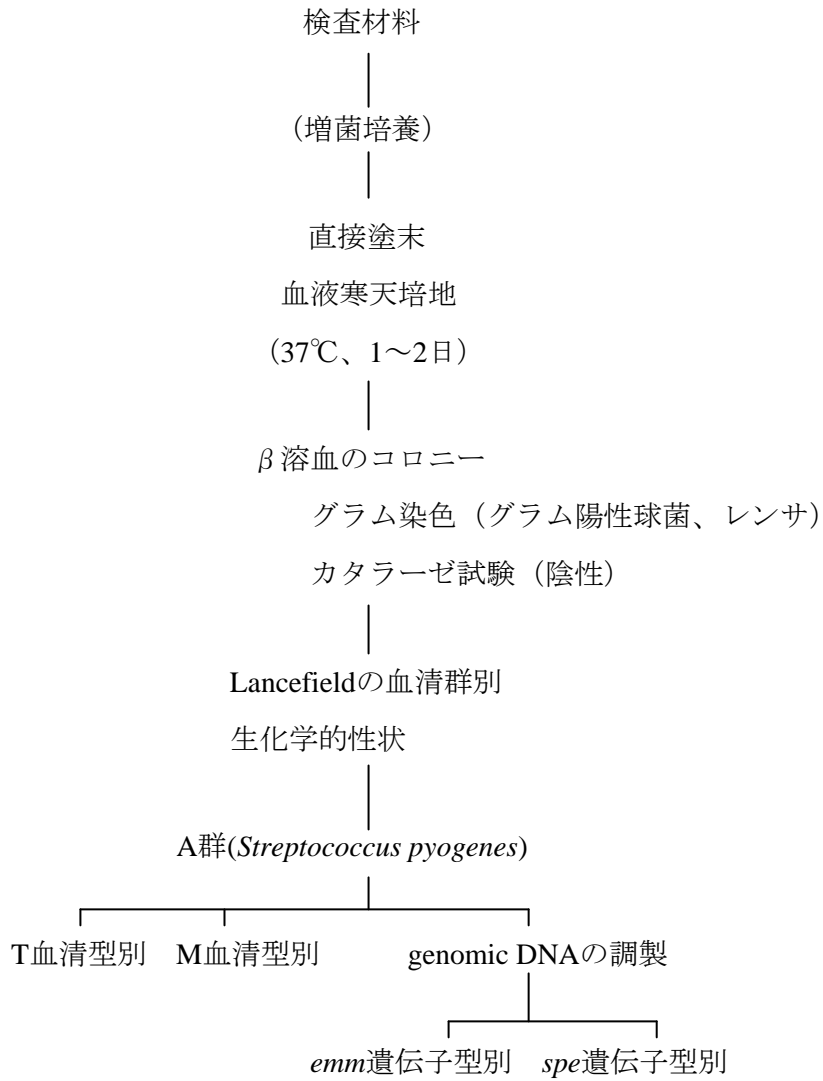 検査材料
（増菌培養）
直接塗末
血液寒天培地
（37℃、1～2日）
β溶血のコロニー
グラム染色（グラム陽性球菌、レンサ）
カタラーゼ試験（陰性）
Lancefieldの血清群別
生化学的性状
A群(Streptococcus pyogenes)
T血清型別 M血清型別 genomic DNAの調製
emm遺伝子型別 spe遺伝子型別